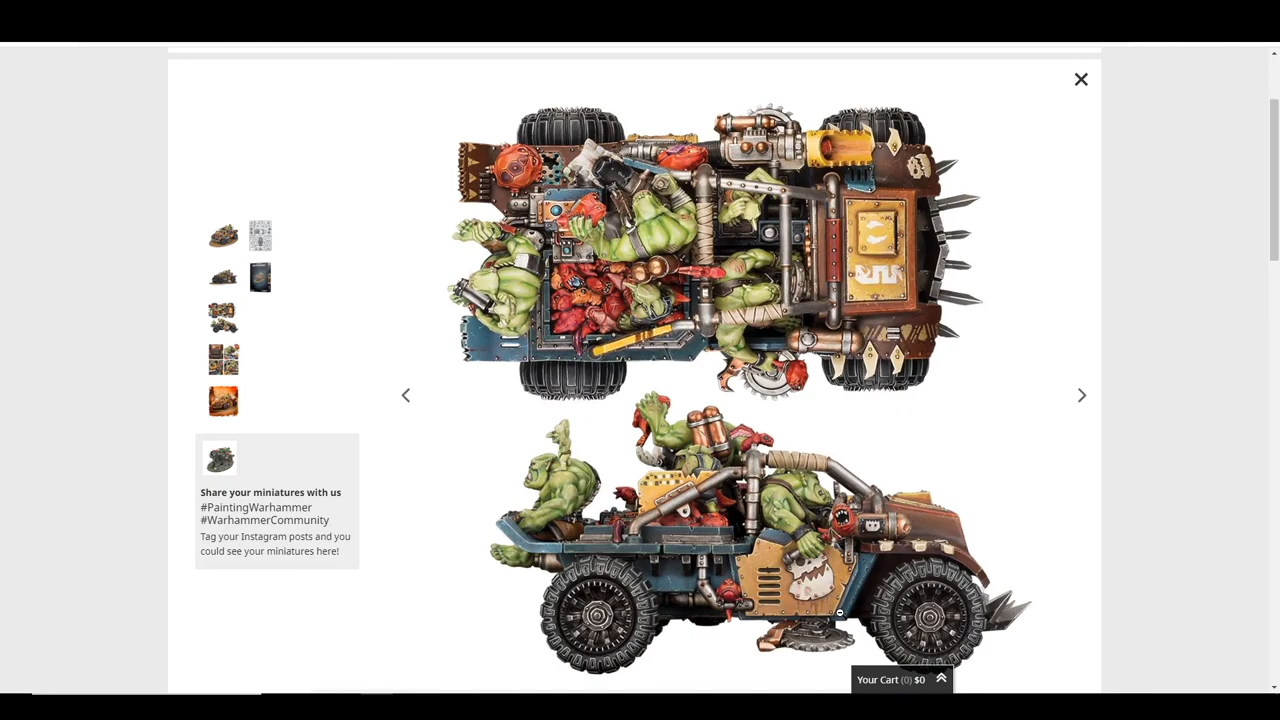 Share your miniatures with us
#PaintingWarhammer
#WarhammerCommunity
Tag your Instagram posts and you
could see your miniatures here!
Your Cart (0) $0